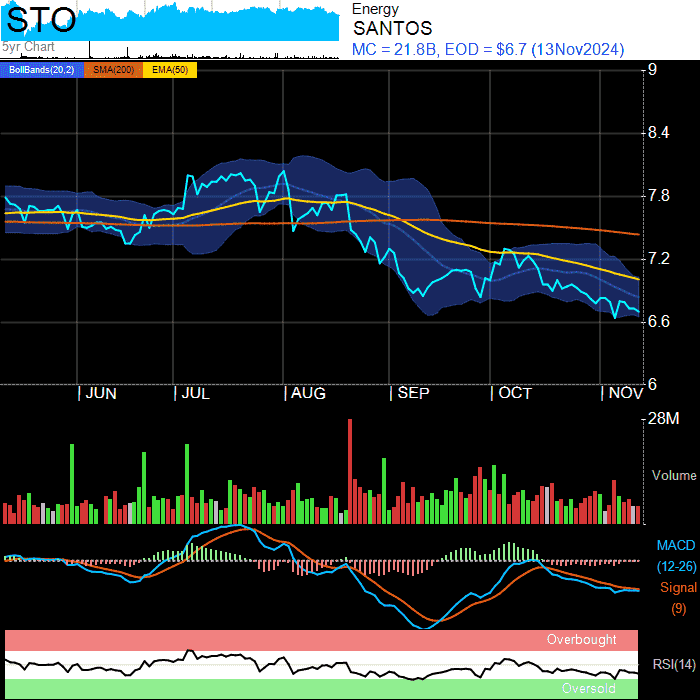 STO
5yr Chart
Energy
SANTOS
MC = 21.8B, EOD = $6.7 (13Nov2024)
BollBands(20,2) SMA(200) EMA(50)
9
8.4
7.8
7.2
6.6
6
JUN JUL AUG SEP OCT NOV
28M
Volume
MACD
(12-26)
Signal
(9)
Overbought
RSI(14)
Oversold